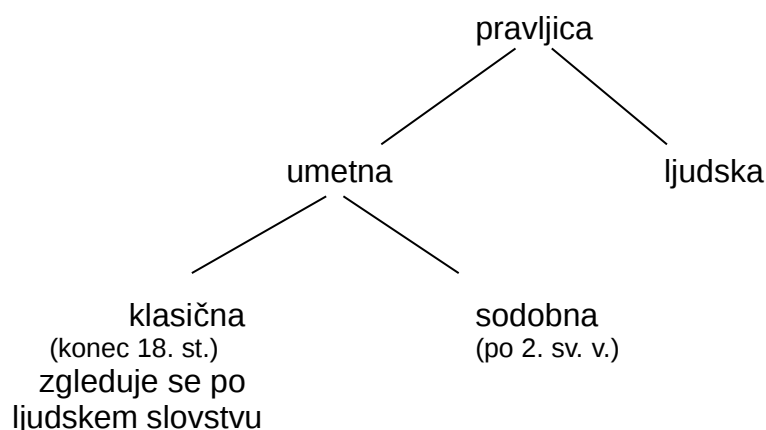 pravljica
umetna
ljudska
klasična
(konec 18. st.)
zgleduje se po
ljudskem slovstvu
sodobna
(po 2. sv. v.)